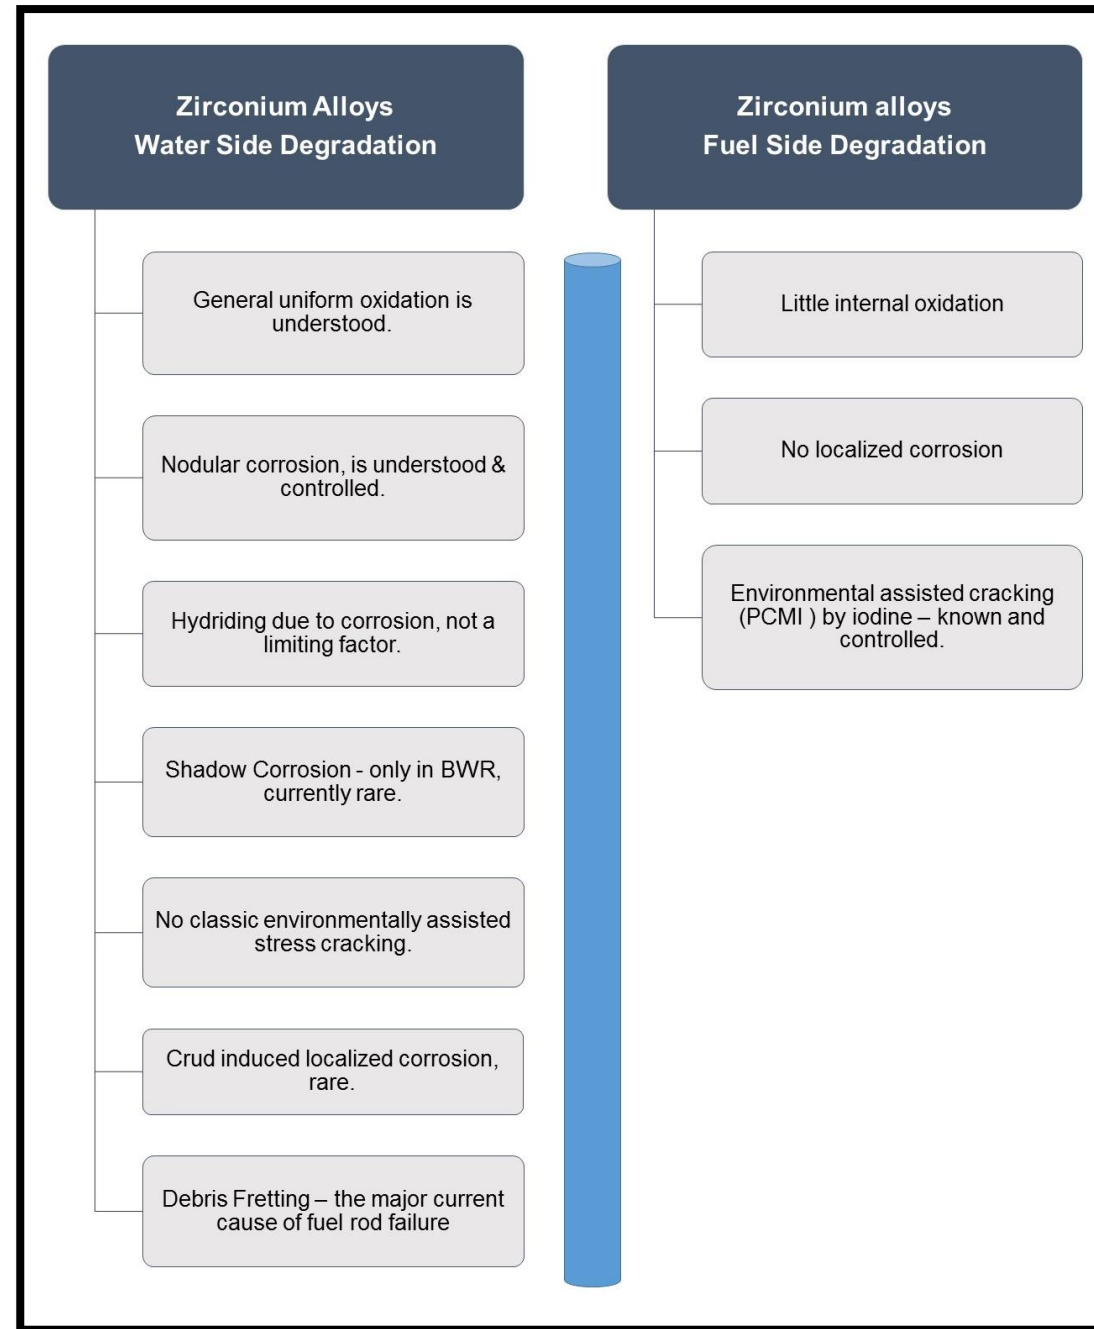 Zirconium Alloys
Water Side Degradation
General uniform oxidation is
understood.
Nodular corrosion, is understood &
controlled.
Hydriding due to corrosion, not a
limiting factor.
Shadow Corrosion - only in BWR,
currently rare.
No classic environmentally assisted
stress cracking.
Crud induced localized corrosion,
rare.
Debris Fretting – the major current
cause of fuel rod failure
Zirconium alloys
Fuel Side Degradation
Little internal oxidation
No localized corrosion
Environmental assisted cracking
(PCMI ) by iodine – known and
controlled.